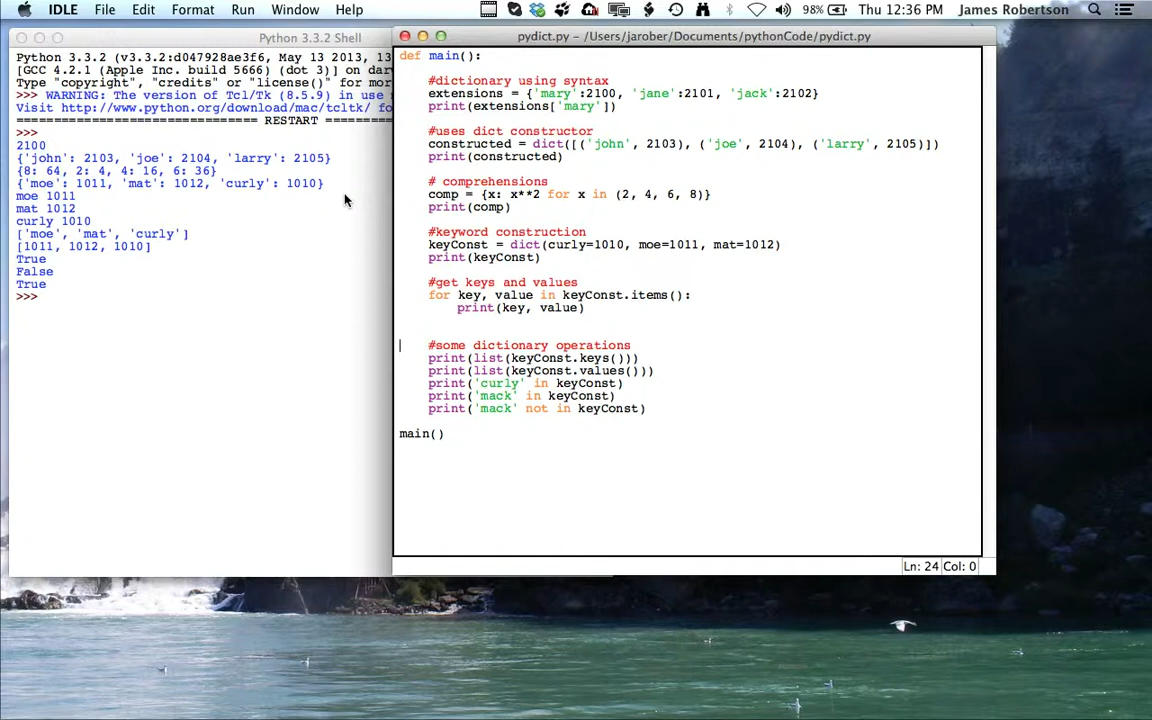 IDLE File Edit Format Run Window Help 98% Thu 12:36 PM James Robertson
Python 3.3.2 Shell
Python 3.3.2 (v3.3.2:d047928ae3f6, May 13 2013, 13
[GCC 4.2.1 (Apple Inc. build 5666) (dot 3)] on dar
Type "copyright", "credits" or "license()" for mor
>>> WARNING: The version of Tcl/Tk (8.5.9) in use
Visit http://www.python.org/download/mac/tcltk/ fo
================================ RESTART =========
>>>
2100
{'john': 2103, 'joe': 2104, 'larry': 2105}
{8: 64, 2: 4, 4: 16, 6: 36}
{'moe': 1011, 'mat': 1012, 'curly': 1010}
moe 1011
mat 1012
curly 1010
['moe', 'mat', 'curly']
[1011, 1012, 1010]
True
False
True
>>>
pydict.py – /Users/jarober/Documents/pythonCode/pydict.py
def main():
#dictionary using syntax
extensions = {'mary':2100, 'jane':2101, 'jack':2102}
print(extensions['mary'])
#uses dict constructor
constructed = dict([('john', 2103), ('joe', 2104), ('larry', 2105)])
print(constructed)
# comprehensions
comp = {x: x**2 for x in (2, 4, 6, 8)}
print(comp)
#keyword construction
keyConst = dict(curly=1010, moe=1011, mat=1012)
print(keyConst)
#get keys and values
for key, value in keyConst.items():
print(key, value)
#some dictionary operations
print(list(keyConst.keys()))
print(list(keyConst.values()))
print('curly' in keyConst)
print('mack' in keyConst)
print('mack' not in keyConst)
main()
Ln: 24 Col: 0